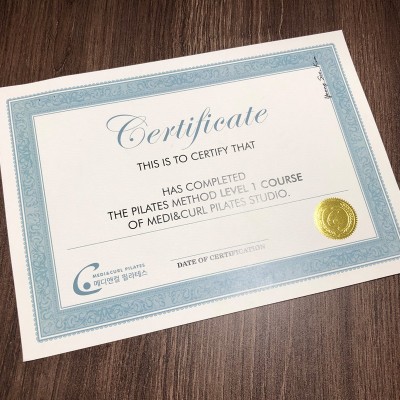 Certificate
THIS IS TO CERTIFY THAT
HAS COMPLETED
THE PILATES METHOD LEVEL 1 COURSE
OF MEDI&CURL PILATES STUDIO.
DATE OF CERTIFICATION
MEDI&CURL PILATES
메디앤컬 필라테스